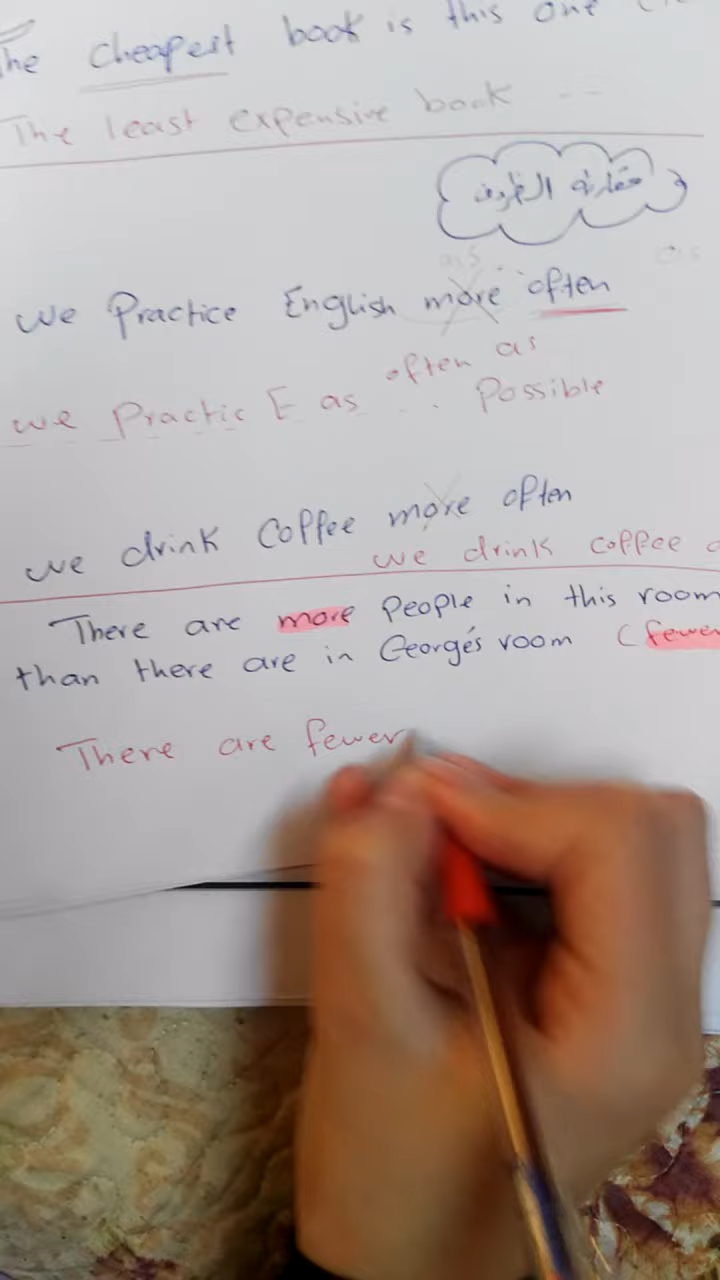 The cheapest book is this one
The least expensive book ...
مقارنة الظروف
as as
we Practice English more often
often as
we Practic E as ... Possible
we drink Coffee more often
we drink coffee
There are more People in this room
than there are in George's room (fewer
There are fewer